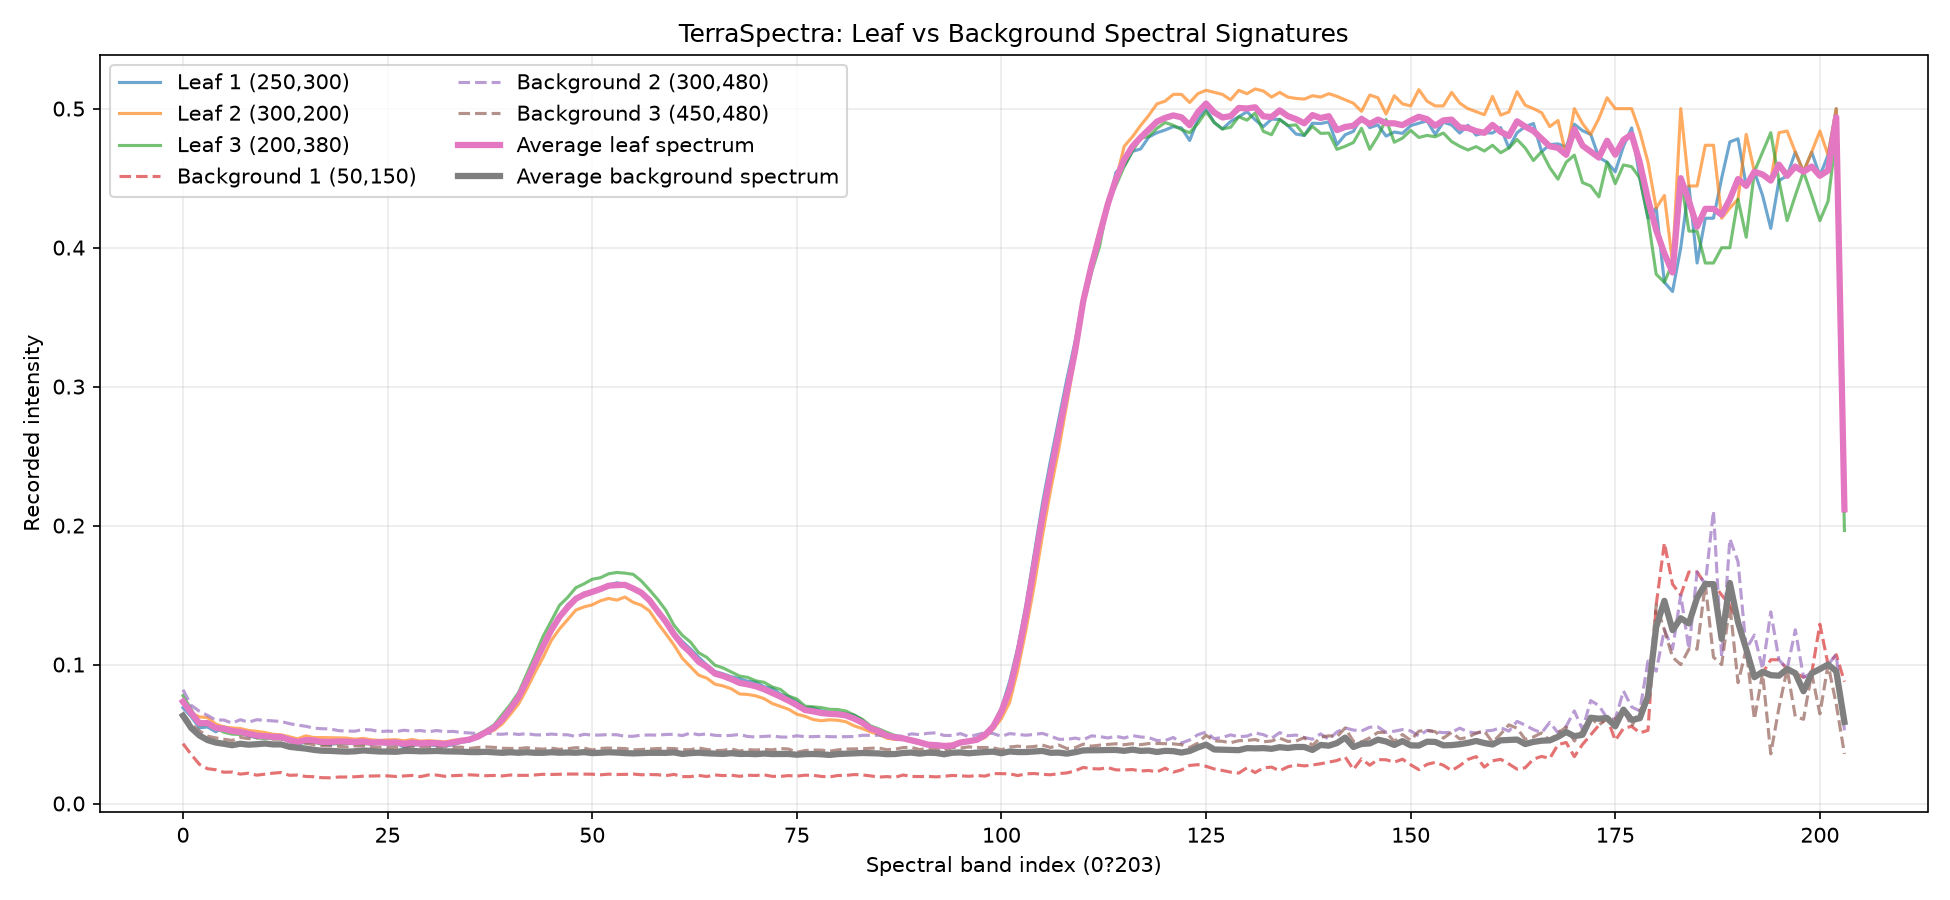 TerraSpectra: Leaf vs Background Spectral Signatures
Leaf 1 (250,300)
Leaf 2 (300,200)
Leaf 3 (200,380)
Background 1 (50,150)
Background 2 (300,480)
Background 3 (450,480)
Average leaf spectrum
Average background spectrum
Recorded intensity
0.5
0.4
0.3
0.2
0.1
0.0
0 25 50 75 100 125 150 175 200
Spectral band index (0?203)